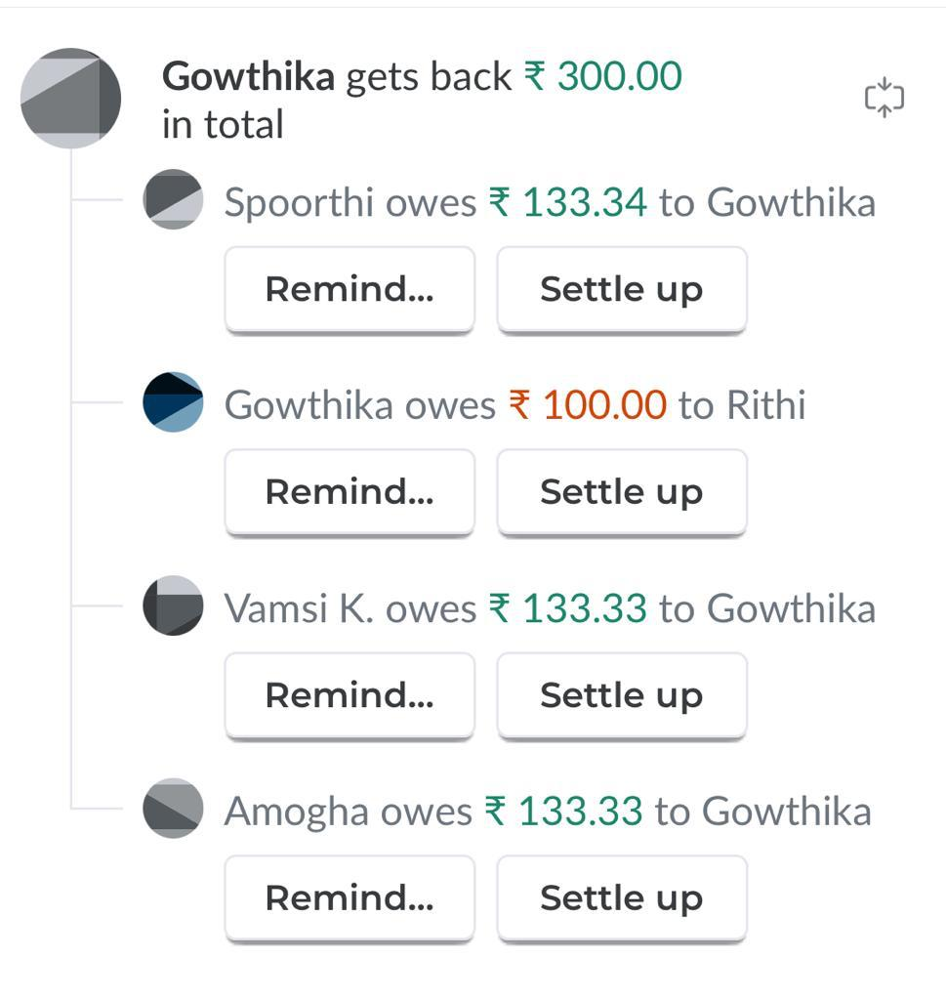 Gowthika gets back ₹ 300.00
in total
Spoorthi owes ₹ 133.34 to Gowthika
Remind... Settle up
Gowthika owes ₹ 100.00 to Rithi
Remind... Settle up
Vamsi K. owes ₹ 133.33 to Gowthika
Remind... Settle up
Amogha owes ₹ 133.33 to Gowthika
Remind... Settle up